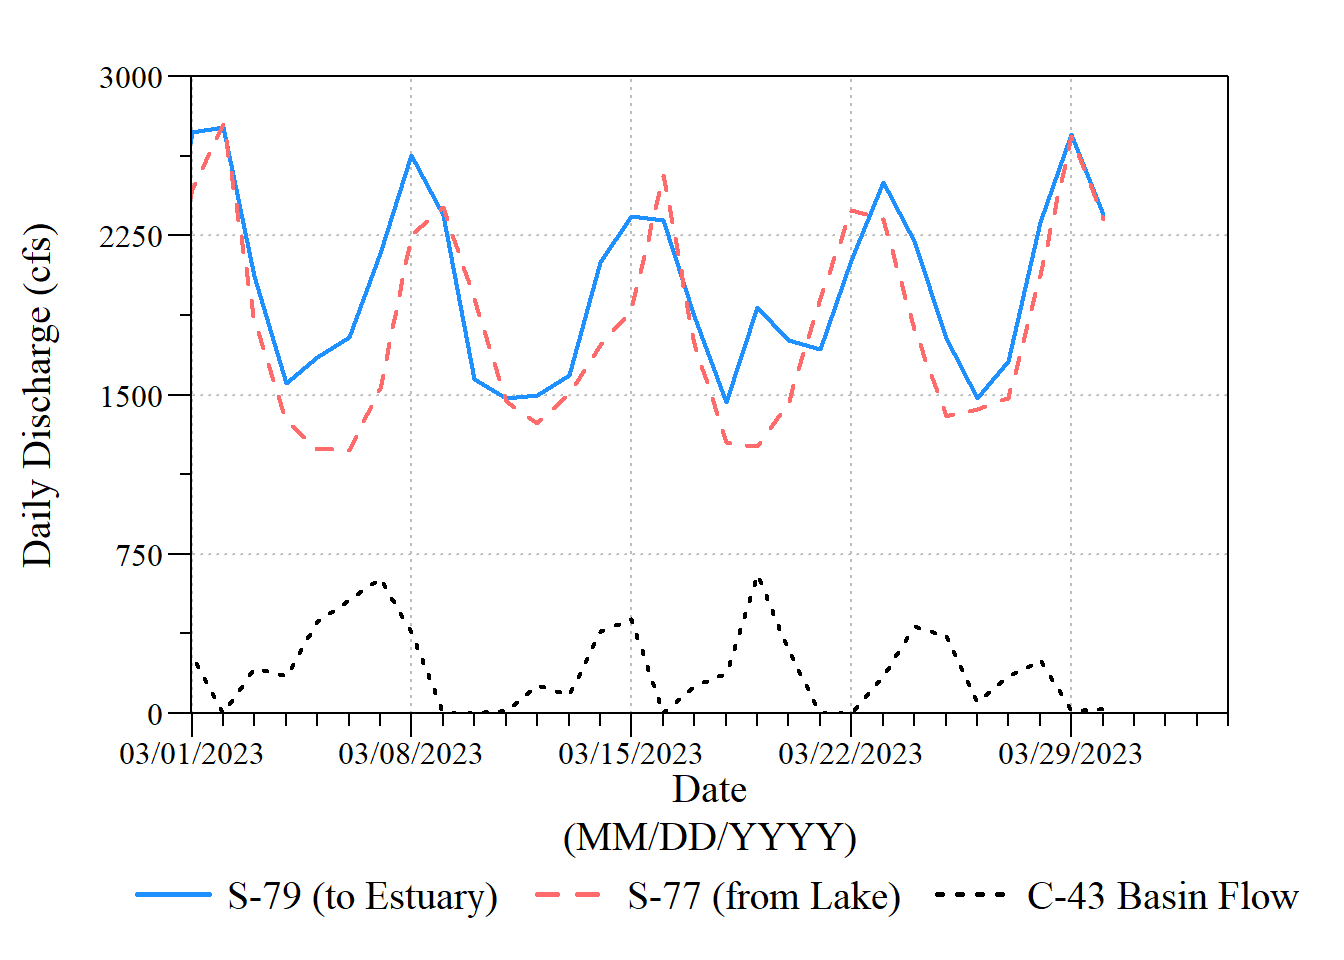 3000
2250
1500
750
0
Daily Discharge (cfs)
03/01/2023 03/08/2023 03/15/2023 03/22/2023 03/29/2023
Date
(MM/DD/YYYY)
S-79 (to Estuary) S-77 (from Lake) C-43 Basin Flow